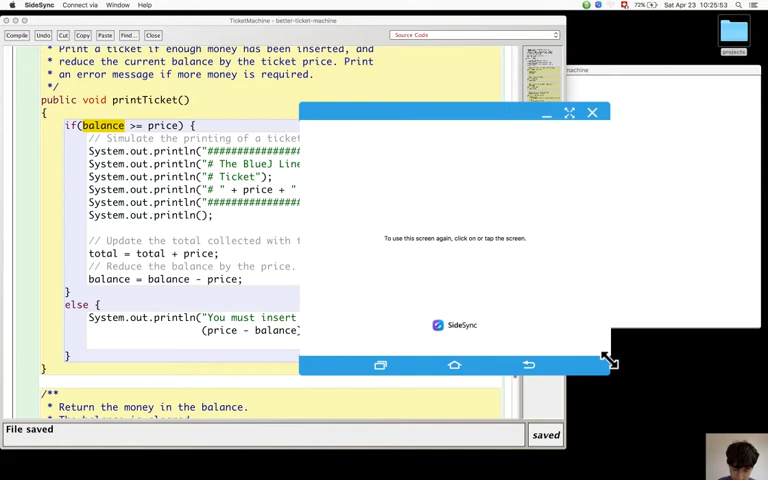 SideSync Connect via Window Help
72% Sat Apr 23 10:25:53
TicketMachine - better-ticket-machine
Compile Undo Cut Copy Paste Find... Close
Source Code
* Print a ticket if enough money has been inserted, and
* reduce the current balance by the ticket price. Print
* an error message if more money is required.
*/
public void printTicket()
{
if(balance >= price) {
// Simulate the printing of a ticket
System.out.println("################
System.out.println("# The BlueJ Line
System.out.println("# Ticket");
System.out.println("# " + price + "
System.out.println("################
System.out.println();
// Update the total collected with t
total = total + price;
// Reduce the balance by the price.
balance = balance - price;
}
else {
System.out.println("You must insert
(price - balance)
}
}
/**
* Return the money in the balance.
* The balance is cleared
File saved
saved
To use this screen again, click on or tap the screen.
SideSync
machine
projects